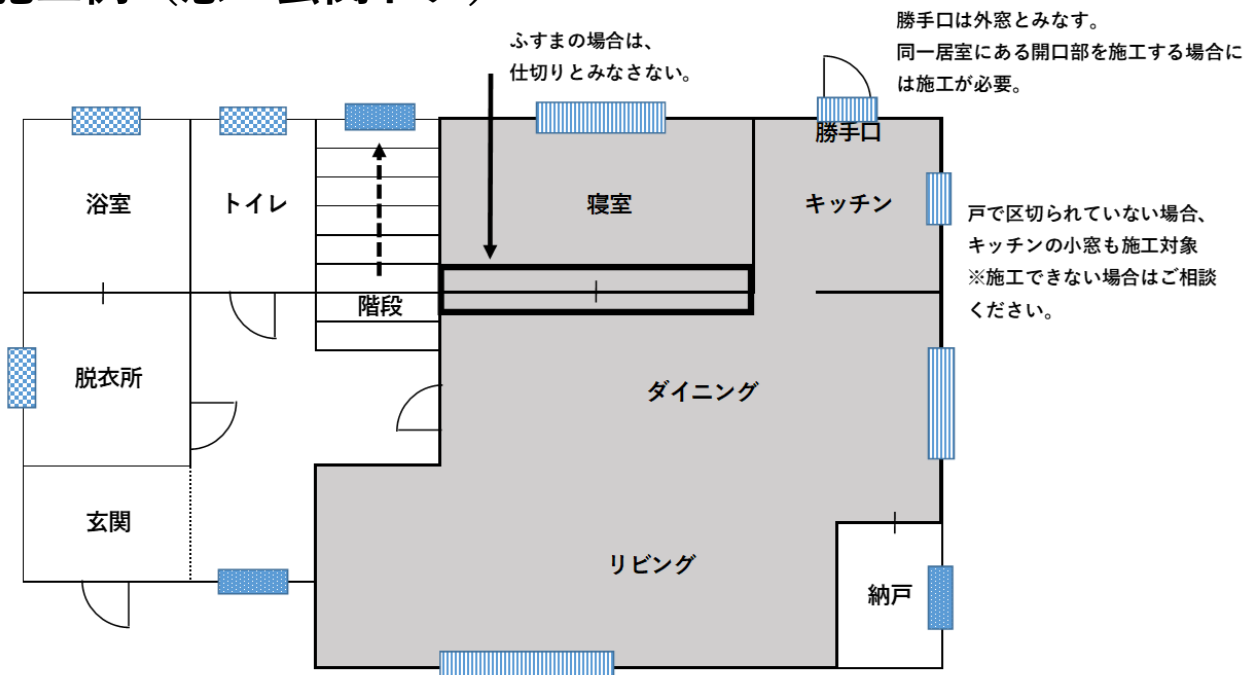 ふすまの場合は、
仕切りとみなさない。
勝手口は外窓とみなす。
同一居室にある開口部を施工する場合に
は施工が必要。
勝手口
浴室
トイレ
寝室
キッチン
戸で区切られていない場合、
キッチンの小窓も施工対象
※施工できない場合はご相談
ください。
階段
脱衣所
ダイニング
玄関
リビング
納戸